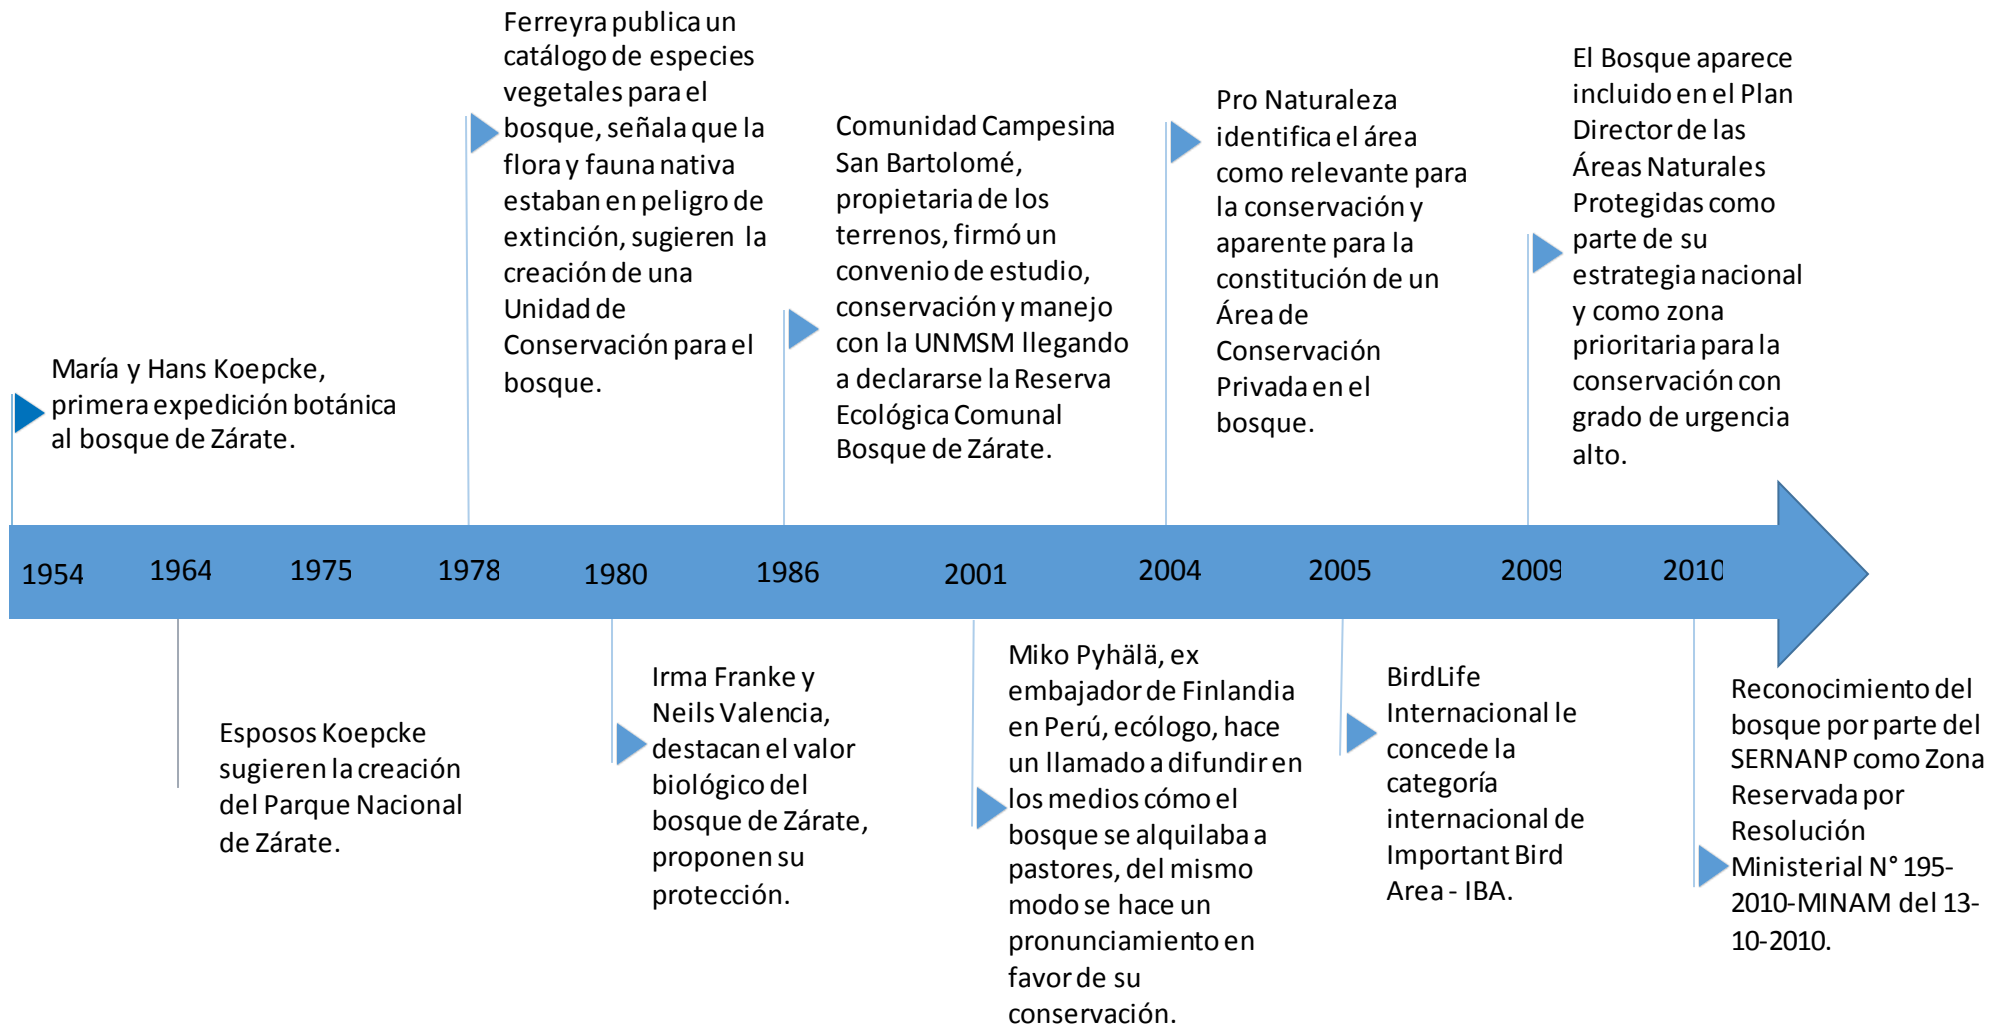 Ferreyra publica un
catálogo de especies
vegetales para el
bosque, señala que la
flora y fauna nativa
estaban en peligro de
extinción, sugieren la
creación de una
Unidad de
Conservación para el
bosque.
El Bosque aparece
incluido en el Plan
Director de las
Áreas Naturales
Protegidas como
parte de su
estrategia nacional
y como zona
prioritaria para la
conservación con
grado de urgencia
alto.
Pro Naturaleza
identifica el área
como relevante para
la conservación y
aparente para la
constitución de un
Área de
Conservación
Privada en el
bosque.
Comunidad Campesina
San Bartolomé,
propietaria de los
terrenos, firmó un
convenio de estudio,
conservación y manejo
con la UNMSM llegando
a declararse la Reserva
Ecológica Comunal
Bosque de Zárate.
María y Hans Koepcke,
primera expedición botánica
al bosque de Zárate.
1954 1964 1975 1978 1980 1986 2001 2004 2005 2009 2010
Esposos Koepcke
sugieren la creación
del Parque Nacional
de Zárate.
Irma Franke y
Neils Valencia,
destacan el valor
biológico del
bosque de Zárate,
proponen su
protección.
Miko Pyhälä, ex
embajador de Finlandia
en Perú, ecólogo, hace
un llamado a difundir en
los medios cómo el
bosque se alquilaba a
pastores, del mismo
modo se hace un
pronunciamiento en
favor de su
conservación.
BirdLife
Internacional le
concede la
categoría
internacional de
Important Bird
Area - IBA.
Reconocimiento del
bosque por parte del
SERNANP como Zona
Reservada por
Resolución
Ministerial N° 195-
2010-MINAM del 13-
10-2010.